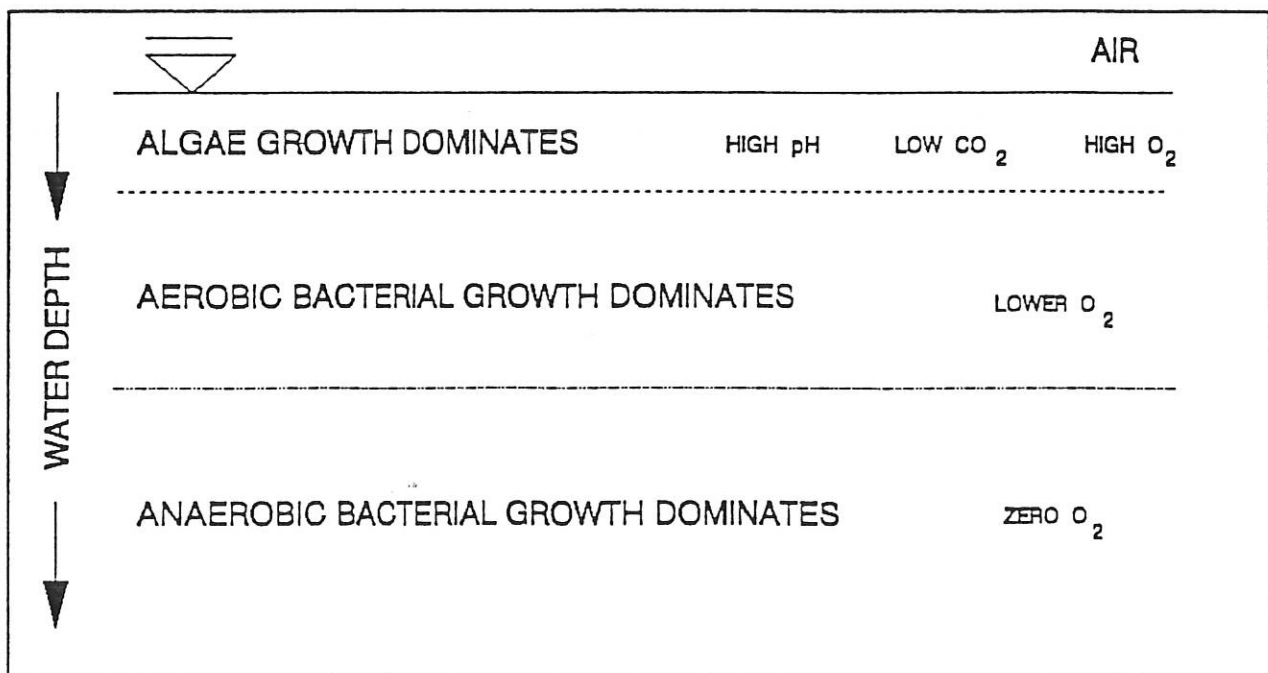 AIR
ALGAE GROWTH DOMINATES HIGH pH LOW CO2 HIGH O2
WATER DEPTH
AEROBIC BACTERIAL GROWTH DOMINATES LOWER O2
ANAEROBIC BACTERIAL GROWTH DOMINATES ZERO O2